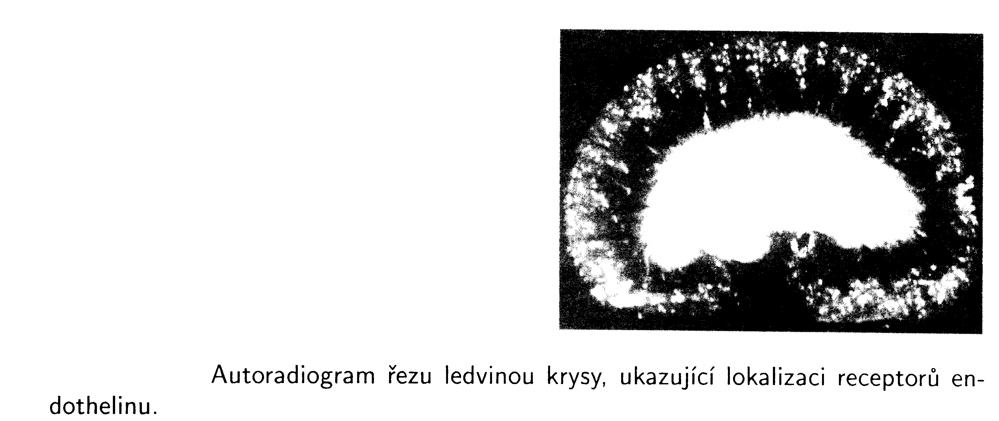 Autoradiogram řezu ledvinou krysy, ukazující lokalizaci receptorů en-
dothelinu.